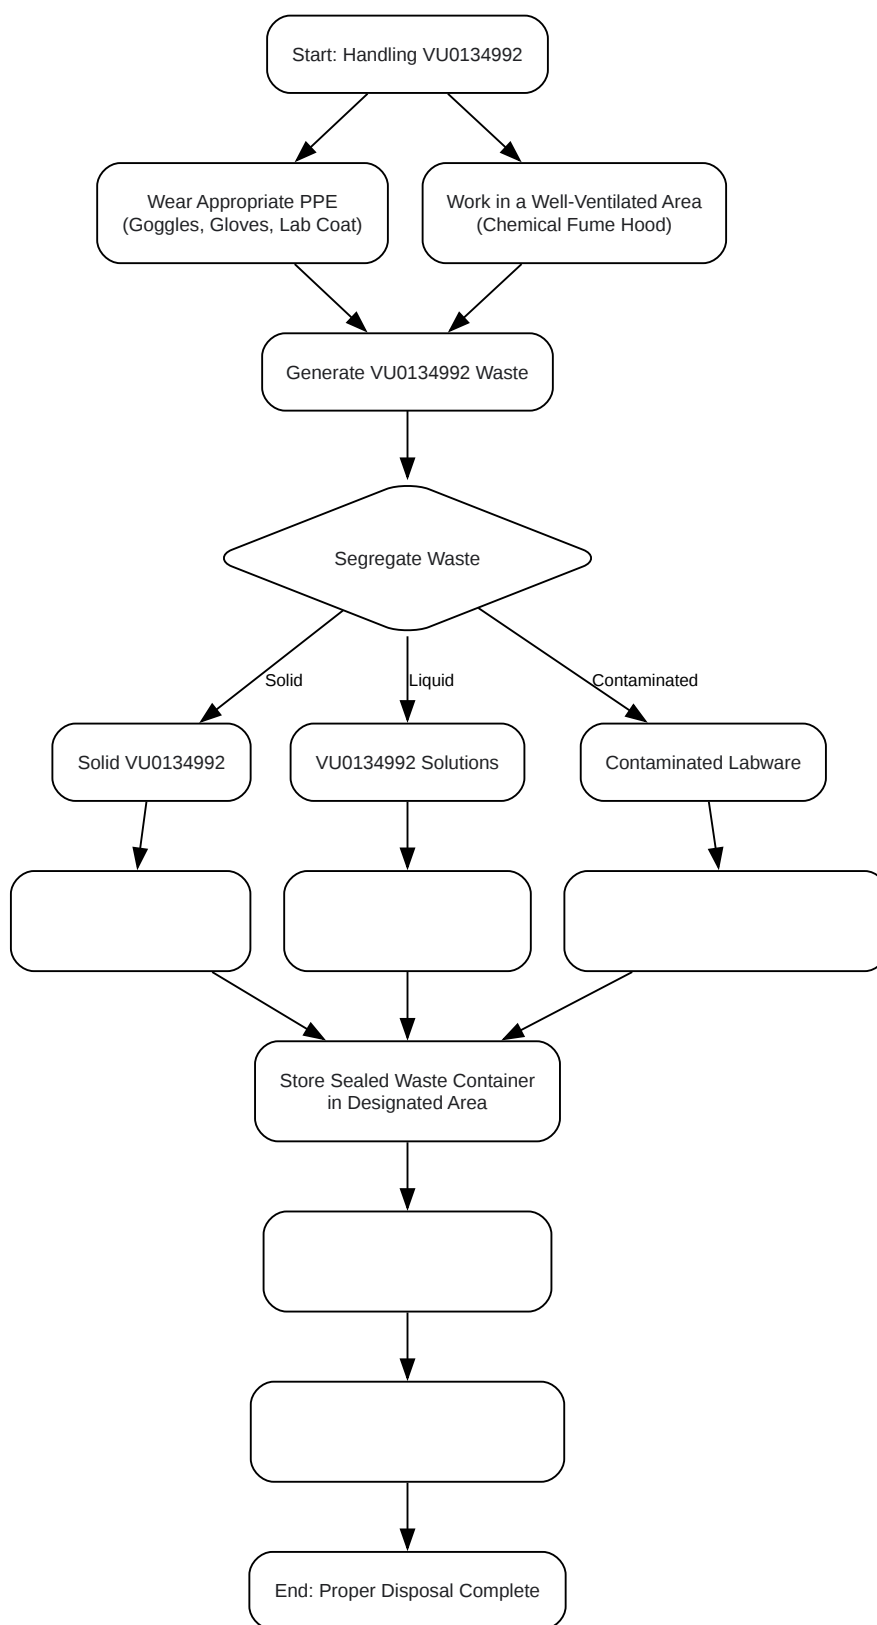 Start: Handling VU0134992
Wear Appropriate PPE
(Goggles, Gloves, Lab Coat)
Work in a Well-Ventilated Area
(Chemical Fume Hood)
Generate VU0134992 Waste
Segregate Waste
Solid
Liquid
Contaminated
Solid VU0134992
VU0134992 Solutions
Contaminated Labware
Store Sealed Waste Container
in Designated Area
End: Proper Disposal Complete